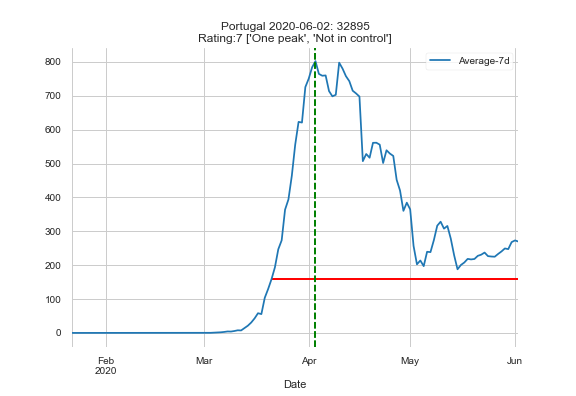 Portugal 2020-06-02: 32895
Rating:7 ['One peak', 'Not in control']
Average-7d
800
700
600
500
400
300
200
100
0
Feb
2020
Mar
Apr
May
Jun
Date